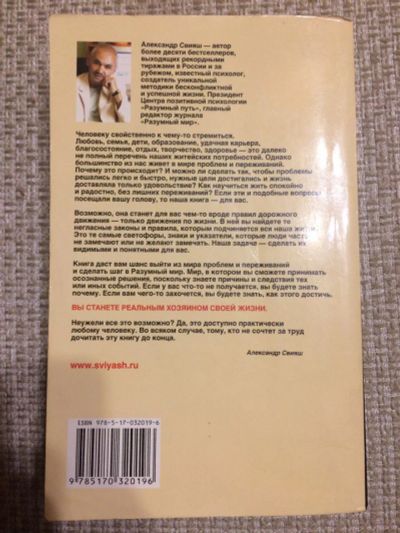 Александр Свияш — автор
более десяти бестселлеров,
выходящих рекордными
тиражами в России и за
рубежом, известный психолог,
создатель уникальной
методики бесконфликтной
и успешной жизни. Президент
Центра позитивной психологии
«Разумный путь», главный
редактор журнала
«Разумный мир».
Человеку свойственно к чему-то стремиться.
Любовь, семья, дети, образование, удачная карьера,
благосостояние, отдых, творчество, здоровье — это далеко
не полный перечень наших житейских потребностей. Однако
большинство из нас живет в мире проблем и переживаний.
Почему это происходит? И можно ли сделать так, чтобы проблемы
решались легко и быстро, нужные цели достигались и жизнь
доставляла только удовольствие? Как научиться жить спокойно
и радостно, без лишних переживаний? Если эти и подобные вопросы
посещали вашу голову, то наша книга — для вас.
Возможно, она станет для вас чем-то вроде правил дорожного
движения — только движения по жизни. В ней вы найдете те
негласные законы и правила, которым подчиняется вся наша жизнь.
Это те самые светофоры, знаки и указатели, которые люди часто
не замечают или не желают замечать. Наша задача — сделать их
видимыми и понятными для вас.
Книга даст вам шанс выйти из мира проблем и переживаний
и сделать шаг в Разумный мир. Мир, в котором вы сможете принимать
осознанные решения, поскольку знаете причины и следствия тех
или иных событий. Если у вас что-то не получается, вы будете знать
почему. Если вам чего-то захочется, вы будете знать, как этого достичь.
ВЫ СТАНЕТЕ РЕАЛЬНЫМ ХОЗЯИНОМ СВОЕЙ ЖИЗНИ.
Неужели все это возможно? Да, это доступно практически
любому человеку. Во всяком случае, тому, кто не сочтет за труд
дочитать эту книгу до конца.
Александр Свияш
www.sviyash.ru
ISBN 978-5-17-032019-6
9 785170 320196